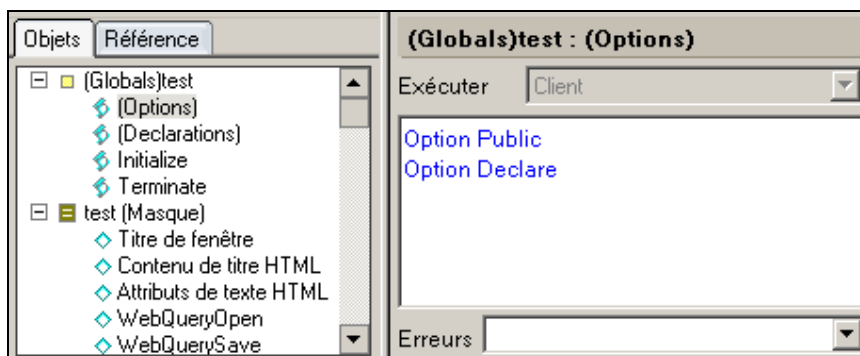 Objets Référence
(Globals)test
(Options)
(Declarations)
Initialize
Terminate
test (Masque)
Titre de fenêtre
Contenu de titre HTML
Attributs de texte HTML
WebQueryOpen
WebQuerySave
(Globals)test : (Options)
Exécuter Client
Option Public
Option Declare
Erreurs